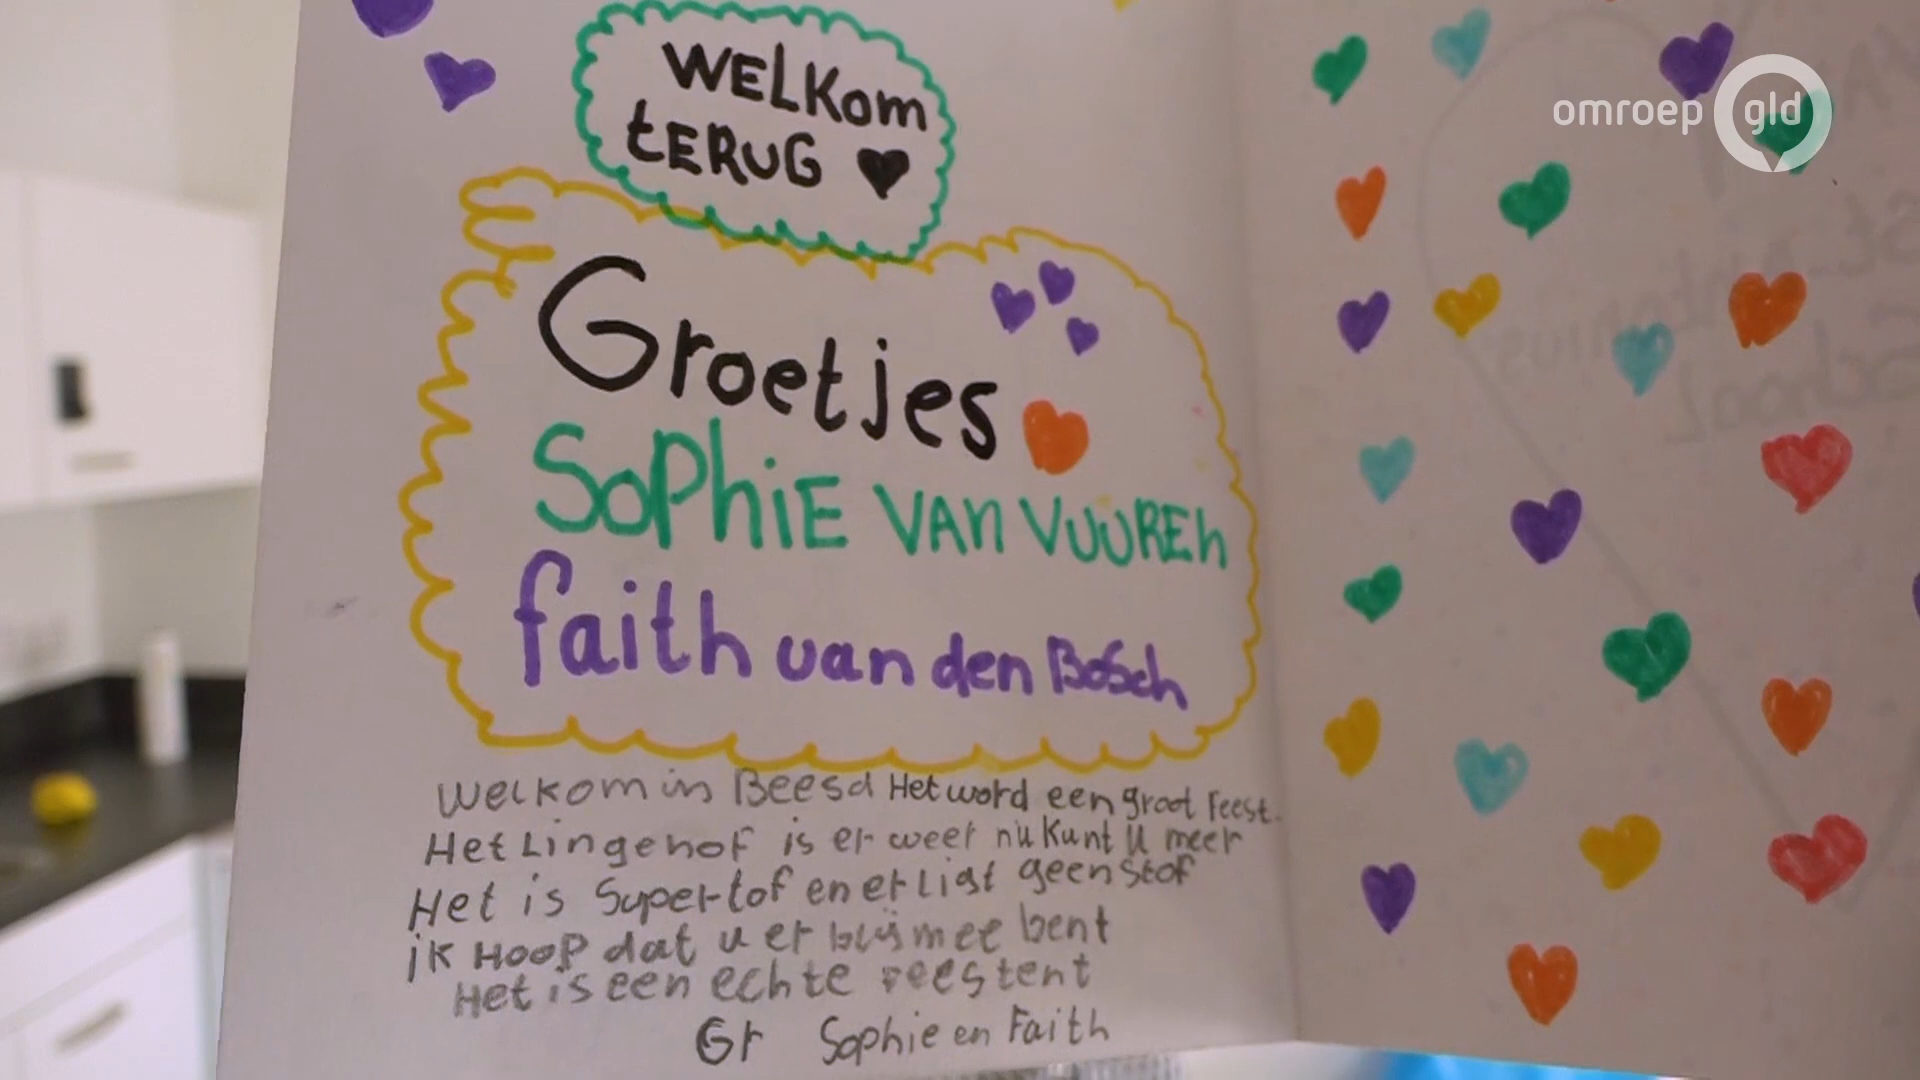 WELKom
tERUG
omroep gld
Groetjes
SoPhiE VAn VUUREn
faith van den Bosch
Welkom in Beesd Het word een groot Feest.
Het Lingehof is er weer nu kunt U meer
Het is Super-tof en er ligt geen stof
ik Hoop dat u er blij mee bent
Het is een echte feestent
Gr Sophie en Faith
school